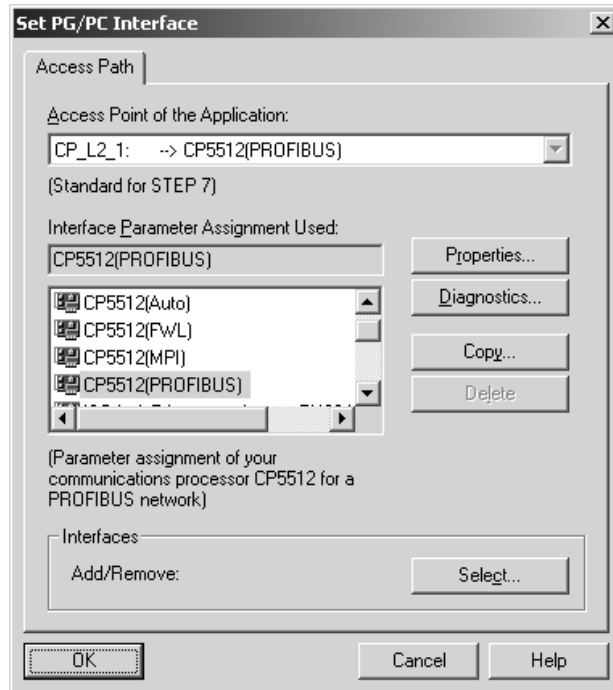 Set PG/PC Interface
Access Path
Access Point of the Application:
CP_L2_1: --> CP5512(PROFIBUS)
(Standard for STEP 7)
Interface Parameter Assignment Used:
CP5512(PROFIBUS)
Properties...
CP5512(Auto)
Diagnostics...
CP5512(FWL)
CP5512(MPI)
Copy...
CP5512(PROFIBUS)
Delete
(Parameter assignment of your
communications processor CP5512 for a
PROFIBUS network)
Interfaces
Add/Remove:
Select...
OK
Cancel
Help